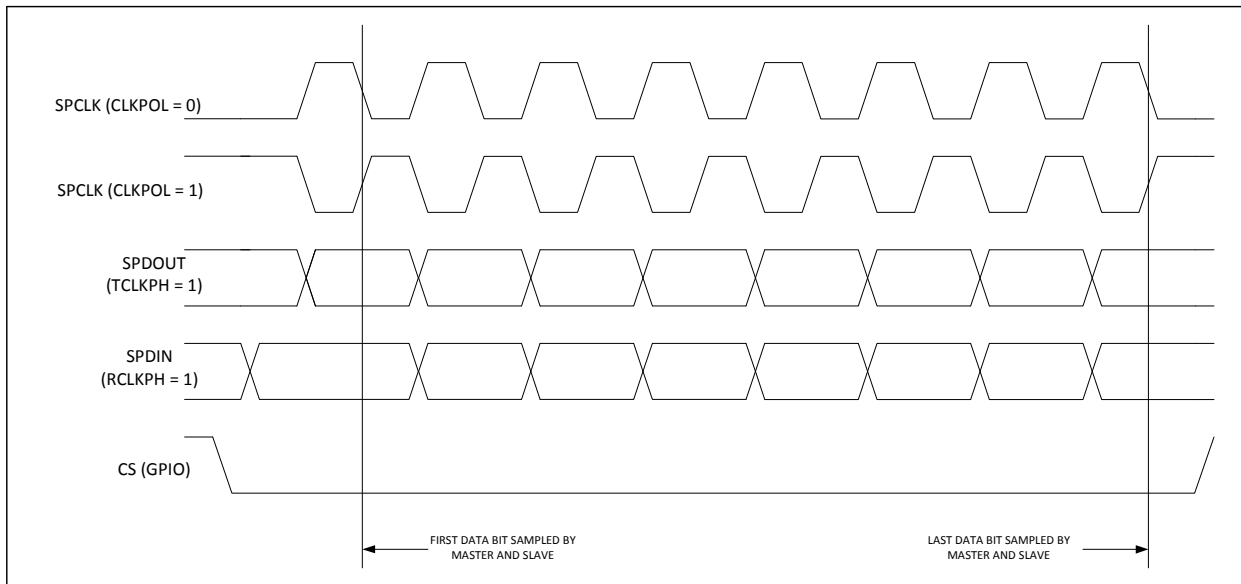 SPCLK (CLKPOL = 0)
SPCLK (CLKPOL = 1)
SPDOUT
(TCLKPH = 1)
SPDIN
(RCLKPH = 1)
CS (GPIO)
FIRST DATA BIT SAMPLED BY
MASTER AND SLAVE
LAST DATA BIT SAMPLED BY
MASTER AND SLAVE